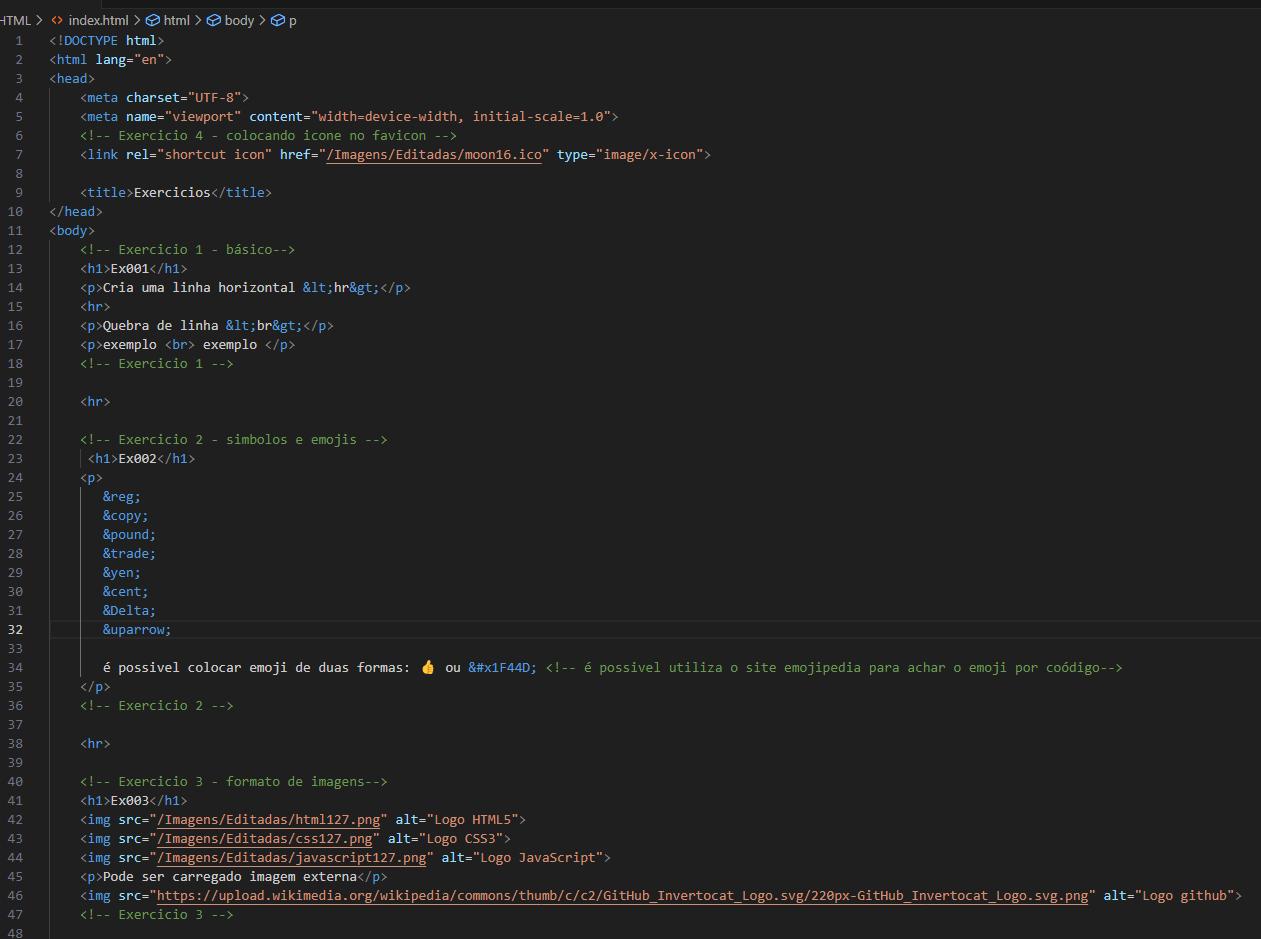 HTML > <> index.html > html > body > p
1 <!DOCTYPE html>
2 <html lang="en">
3 <head>
4     <meta charset="UTF-8">
5     <meta name="viewport" content="width=device-width, initial-scale=1.0">
6     <!-- Exercicio 4 - colocando icone no favicon -->
7     <link rel="shortcut icon" href="/Imagens/Editadas/moon16.ico" type="image/x-icon">
8
9     <title>Exercicios</title>
10 </head>
11 <body>
12     <!-- Exercicio 1 - básico-->
13     <h1>Ex001</h1>
14     <p>Cria uma linha horizontal &lt;hr&gt;</p>
15     <hr>
16     <p>Quebra de linha &lt;br&gt;</p>
17     <p>exemplo <br> exemplo </p>
18     <!-- Exercicio 1 -->
19
20     <hr>
21
22     <!-- Exercicio 2 - simbolos e emojis -->
23      <h1>Ex002</h1>
24     <p>
25        &reg;
26        &copy;
27        &pound;
28        &trade;
29        &yen;
30        &cent;
31        &Delta;
32        &uparrow;
33
34        é possivel colocar emoji de duas formas: 👍 ou &#x1F44D; <!-- é possivel utiliza o site emojipedia para achar o emoji por coódigo-->
35     </p>
36     <!-- Exercicio 2 -->
37
38     <hr>
39
40     <!-- Exercicio 3 - formato de imagens-->
41     <h1>Ex003</h1>
42     <img src="/Imagens/Editadas/html127.png" alt="Logo HTML5">
43     <img src="/Imagens/Editadas/css127.png" alt="Logo CSS3">
44     <img src="/Imagens/Editadas/javascript127.png" alt="Logo JavaScript">
45     <p>Pode ser carregado imagem externa</p>
46     <img src="https://upload.wikimedia.org/wikipedia/commons/thumb/c/c2/GitHub_Invertocat_Logo.svg/220px-GitHub_Invertocat_Logo.svg.png" alt="Logo github">
47     <!-- Exercicio 3 -->
48